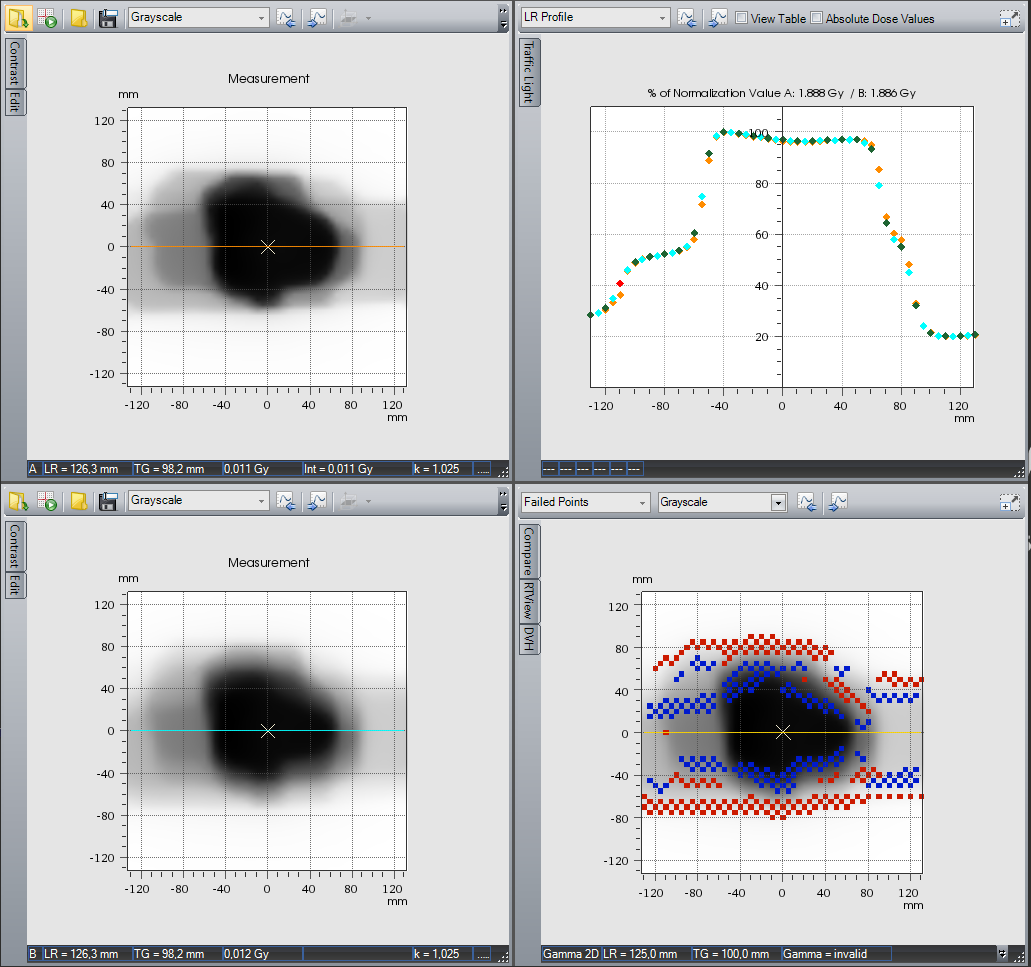 Grayscale
Contrast
Edit
Measurement
mm
120
80
40
0
-40
-80
-120
-120 -80 -40 0 40 80 120
mm
A LR = 126,3 mm TG = 98,2 mm 0,011 Gy Int = 0,011 Gy k = 1,025 .....
LR Profile View Table Absolute Dose Values
Traffic Light
% of Normalization Value A: 1.888 Gy / B: 1.886 Gy
100
80
60
40
20
-120 -80 -40 0 40 80 120
mm
--- --- --- --- --- ---
Grayscale
Contrast
Edit
Measurement
mm
120
80
40
0
-40
-80
-120
-120 -80 -40 0 40 80 120
mm
B LR = 126,3 mm TG = 98,2 mm 0,012 Gy k = 1,025 .....
Failed Points Grayscale
Compare
RTView
DVH
mm
120
80
40
0
-40
-80
-120
-120 -80 -40 0 40 80 120
mm
Gamma 2D LR = 125,0 mm TG = 100,0 mm Gamma = invalid